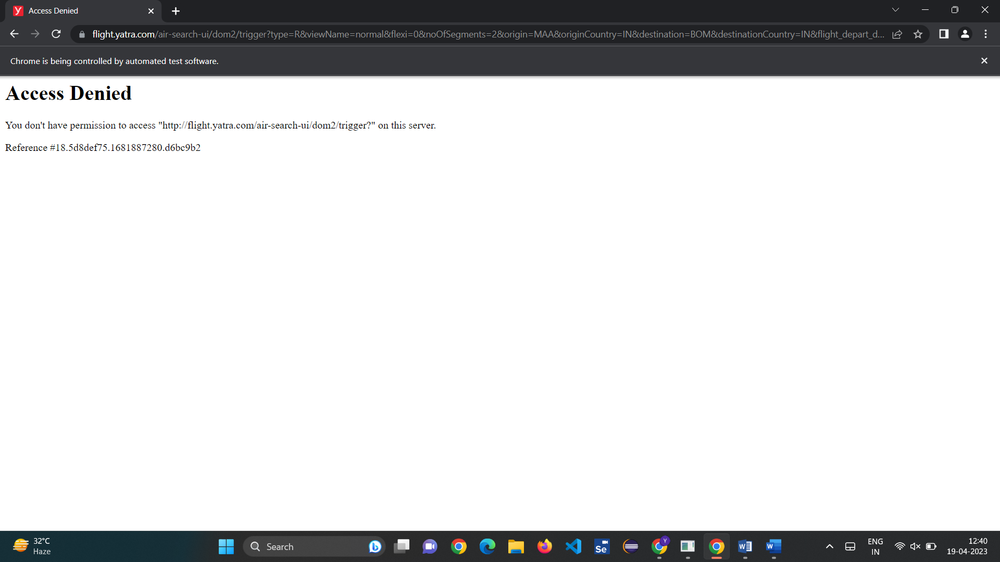 Access Denied
flight.yatra.com/air-search-ui/dom2/trigger?type=R&viewName=normal&flexi=0&noOfSegments=2&origin=MAA&originCountry=IN&destination=BOM&destinationCountry=IN&flight_depart_d...
Chrome is being controlled by automated test software.
Access Denied
You don't have permission to access "http://flight.yatra.com/air-search-ui/dom2/trigger?" on this server.
Reference #18.5d8def75.1681887280.d6bc9b2
32°C
Haze
Search
Se
Y
ENG
IN
12:40
19-04-2023